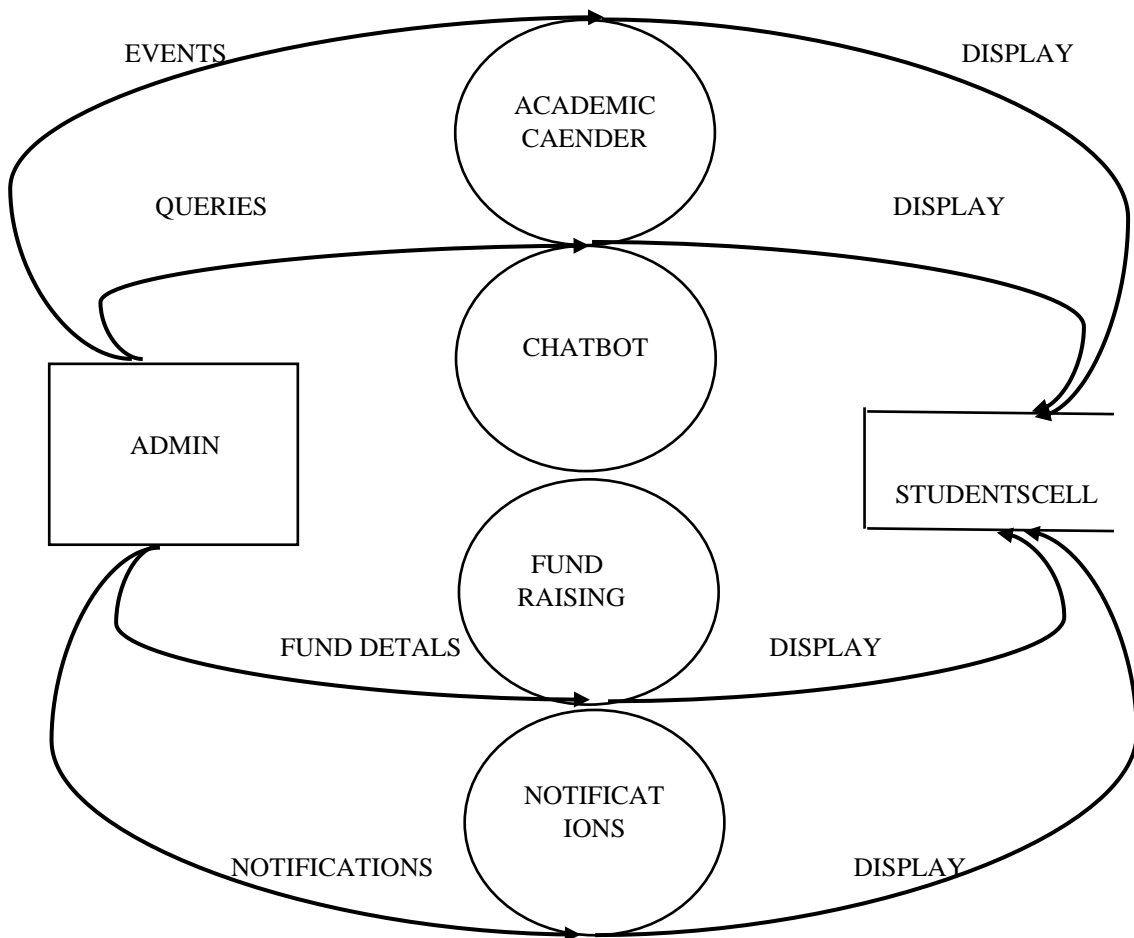 EVENTS
DISPLAY
ACADEMIC
CAENDER
QUERIES
DISPLAY
CHATBOT
ADMIN
STUDENTSCELL
FUND
RAISING
FUND DETALS
DISPLAY
NOTIFICAT
IONS
NOTIFICATIONS
DISPLAY